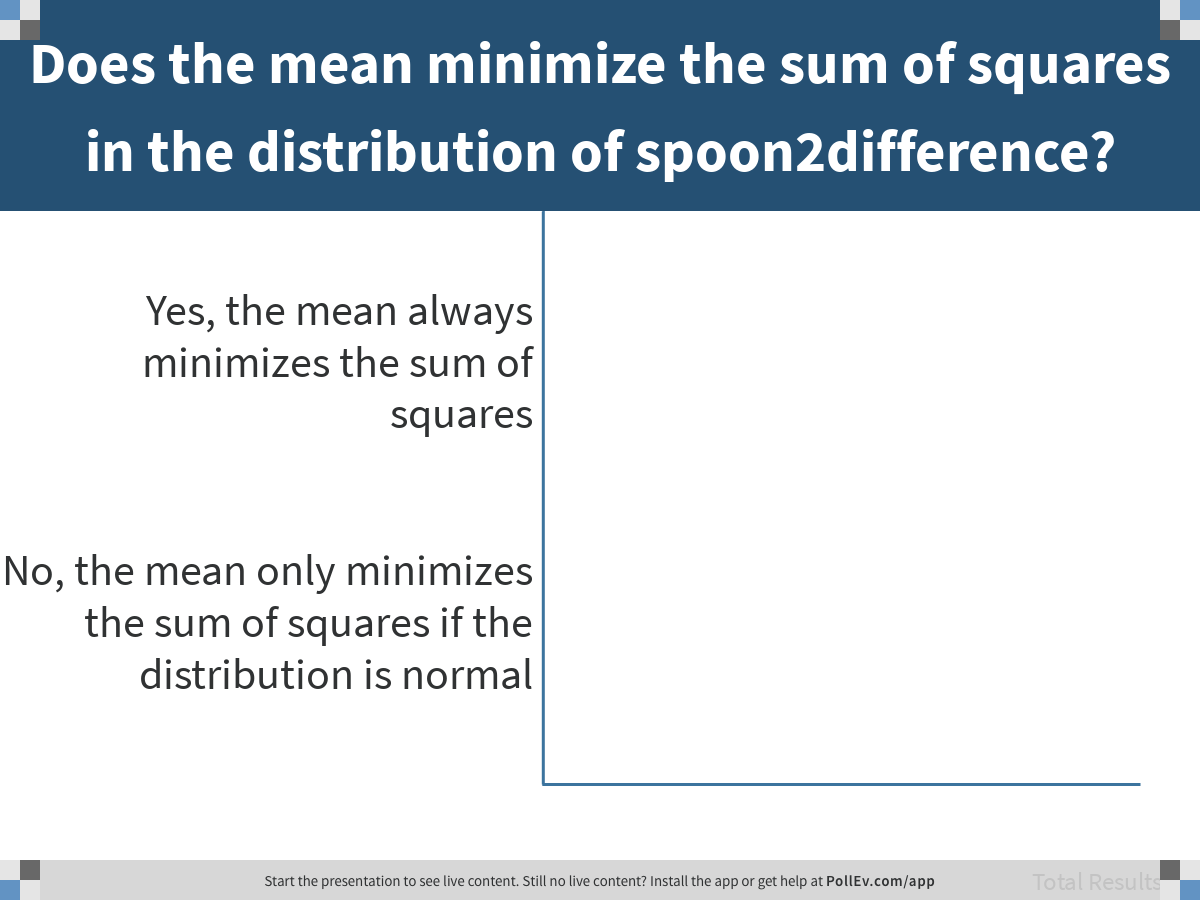 Does the mean minimize the sum of squares
in the distribution of spoon2difference?
Yes, the mean always
minimizes the sum of
squares
No, the mean only minimizes
the sum of squares if the
distribution is normal
Start the presentation to see live content. Still no live content? Install the app or get help at PollEv.com/app
Total Results